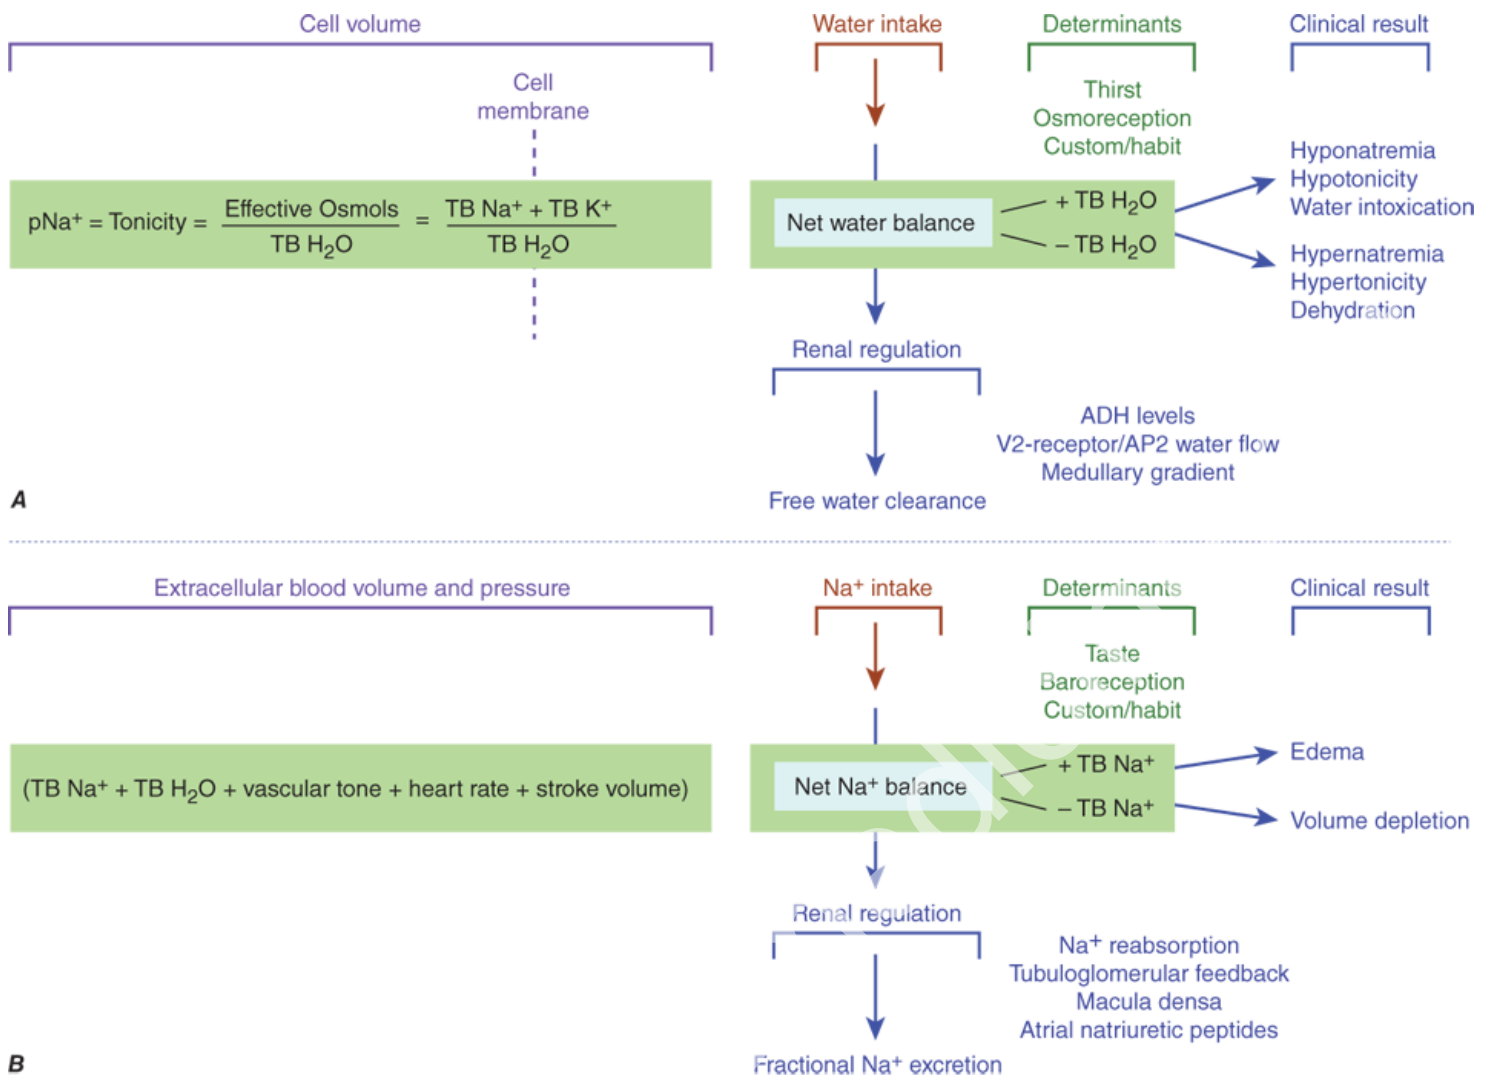 Cell volume
Water intake
Determinants
Clinical result
Cell
membrane
Thirst
Osmoreception
Custom/habit
pNa⁺ = Tonicity = Effective Osmols / TB H₂O = TB Na⁺ + TB K⁺ / TB H₂O
Net water balance
+ TB H₂O
– TB H₂O
Hyponatremia
Hypotonicity
Water intoxication
Hypernatremia
Hypertonicity
Dehydration
Renal regulation
ADH levels
V2-receptor/AP2 water flow
Medullary gradient
Free water clearance
A
Extracellular blood volume and pressure
Na⁺ intake
Determinants
Clinical result
Taste
Baroreception
Custom/habit
(TB Na⁺ + TB H₂O + vascular tone + heart rate + stroke volume)
Net Na⁺ balance
+ TB Na⁺
– TB Na⁺
Edema
Volume depletion
Renal regulation
Na⁺ reabsorption
Tubuloglomerular feedback
Macula densa
Atrial natriuretic peptides
Fractional Na⁺ excretion
B